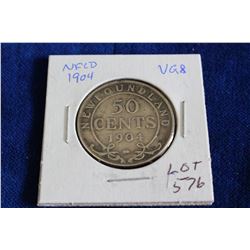 NFLD
1904
VG8
NEWFOUNDLAND
50
CENTS
1904
LOT
576